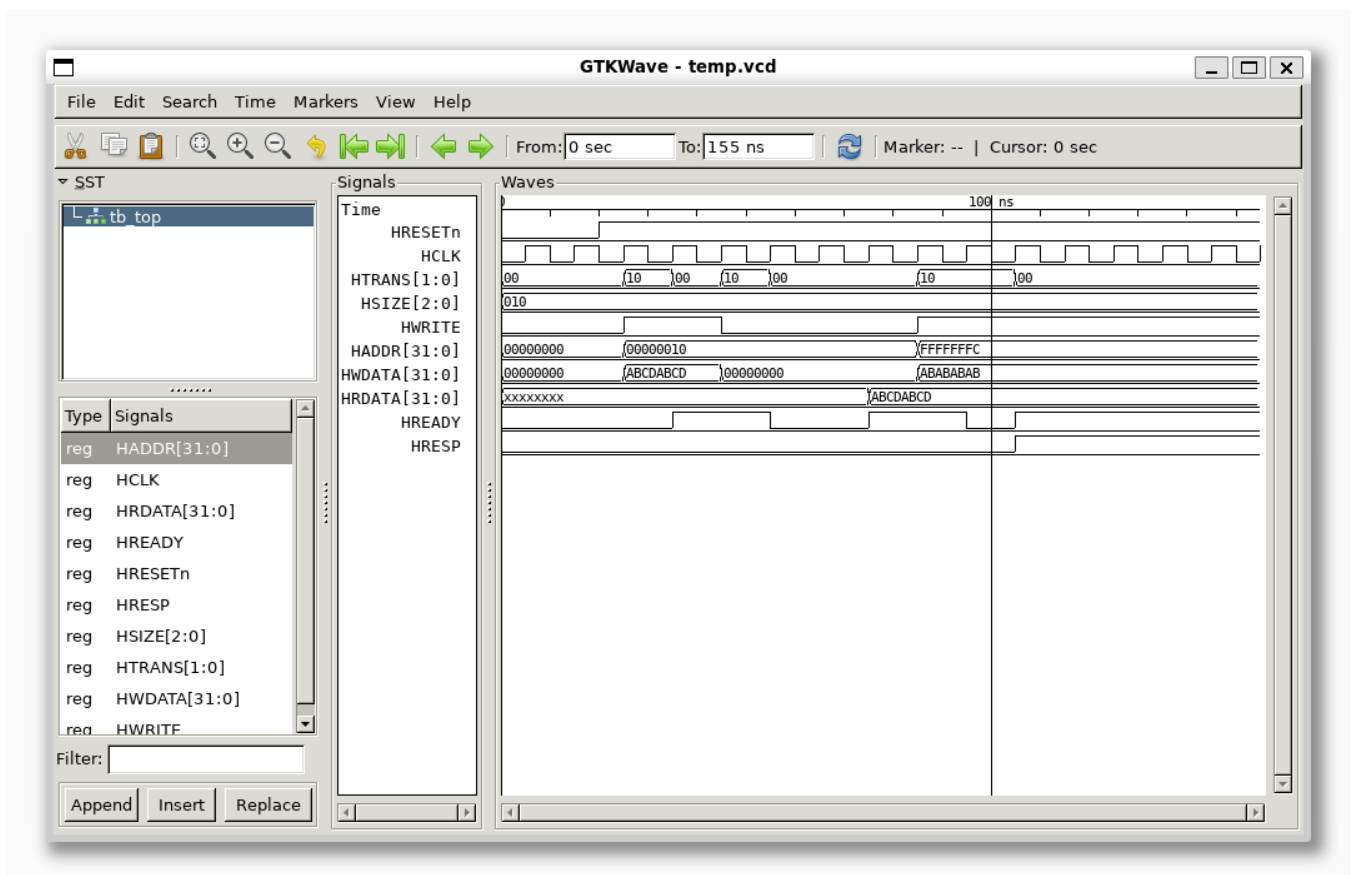 GTKWave - temp.vcd
File Edit Search Time Markers View Help
From: 0 sec To: 155 ns Marker: -- | Cursor: 0 sec
SST
tb_top
Type Signals
reg HADDR[31:0]
reg HCLK
reg HRDATA[31:0]
reg HREADY
reg HRESETn
reg HRESP
reg HSIZE[2:0]
reg HTRANS[1:0]
reg HWDATA[31:0]
reg HWRITE
Filter:
Append Insert Replace
Signals
Time
HRESETn
HCLK
HTRANS[1:0]
HSIZE[2:0]
HWRITE
HADDR[31:0]
HWDATA[31:0]
HRDATA[31:0]
HREADY
HRESP
Waves
100 ns
00 10 00 10 00 10 00
010
00000000 00000010 FFFFFFFC
00000000 ABCDABCD 00000000 ABABABAB
xxxxxxxx ABCDABCD